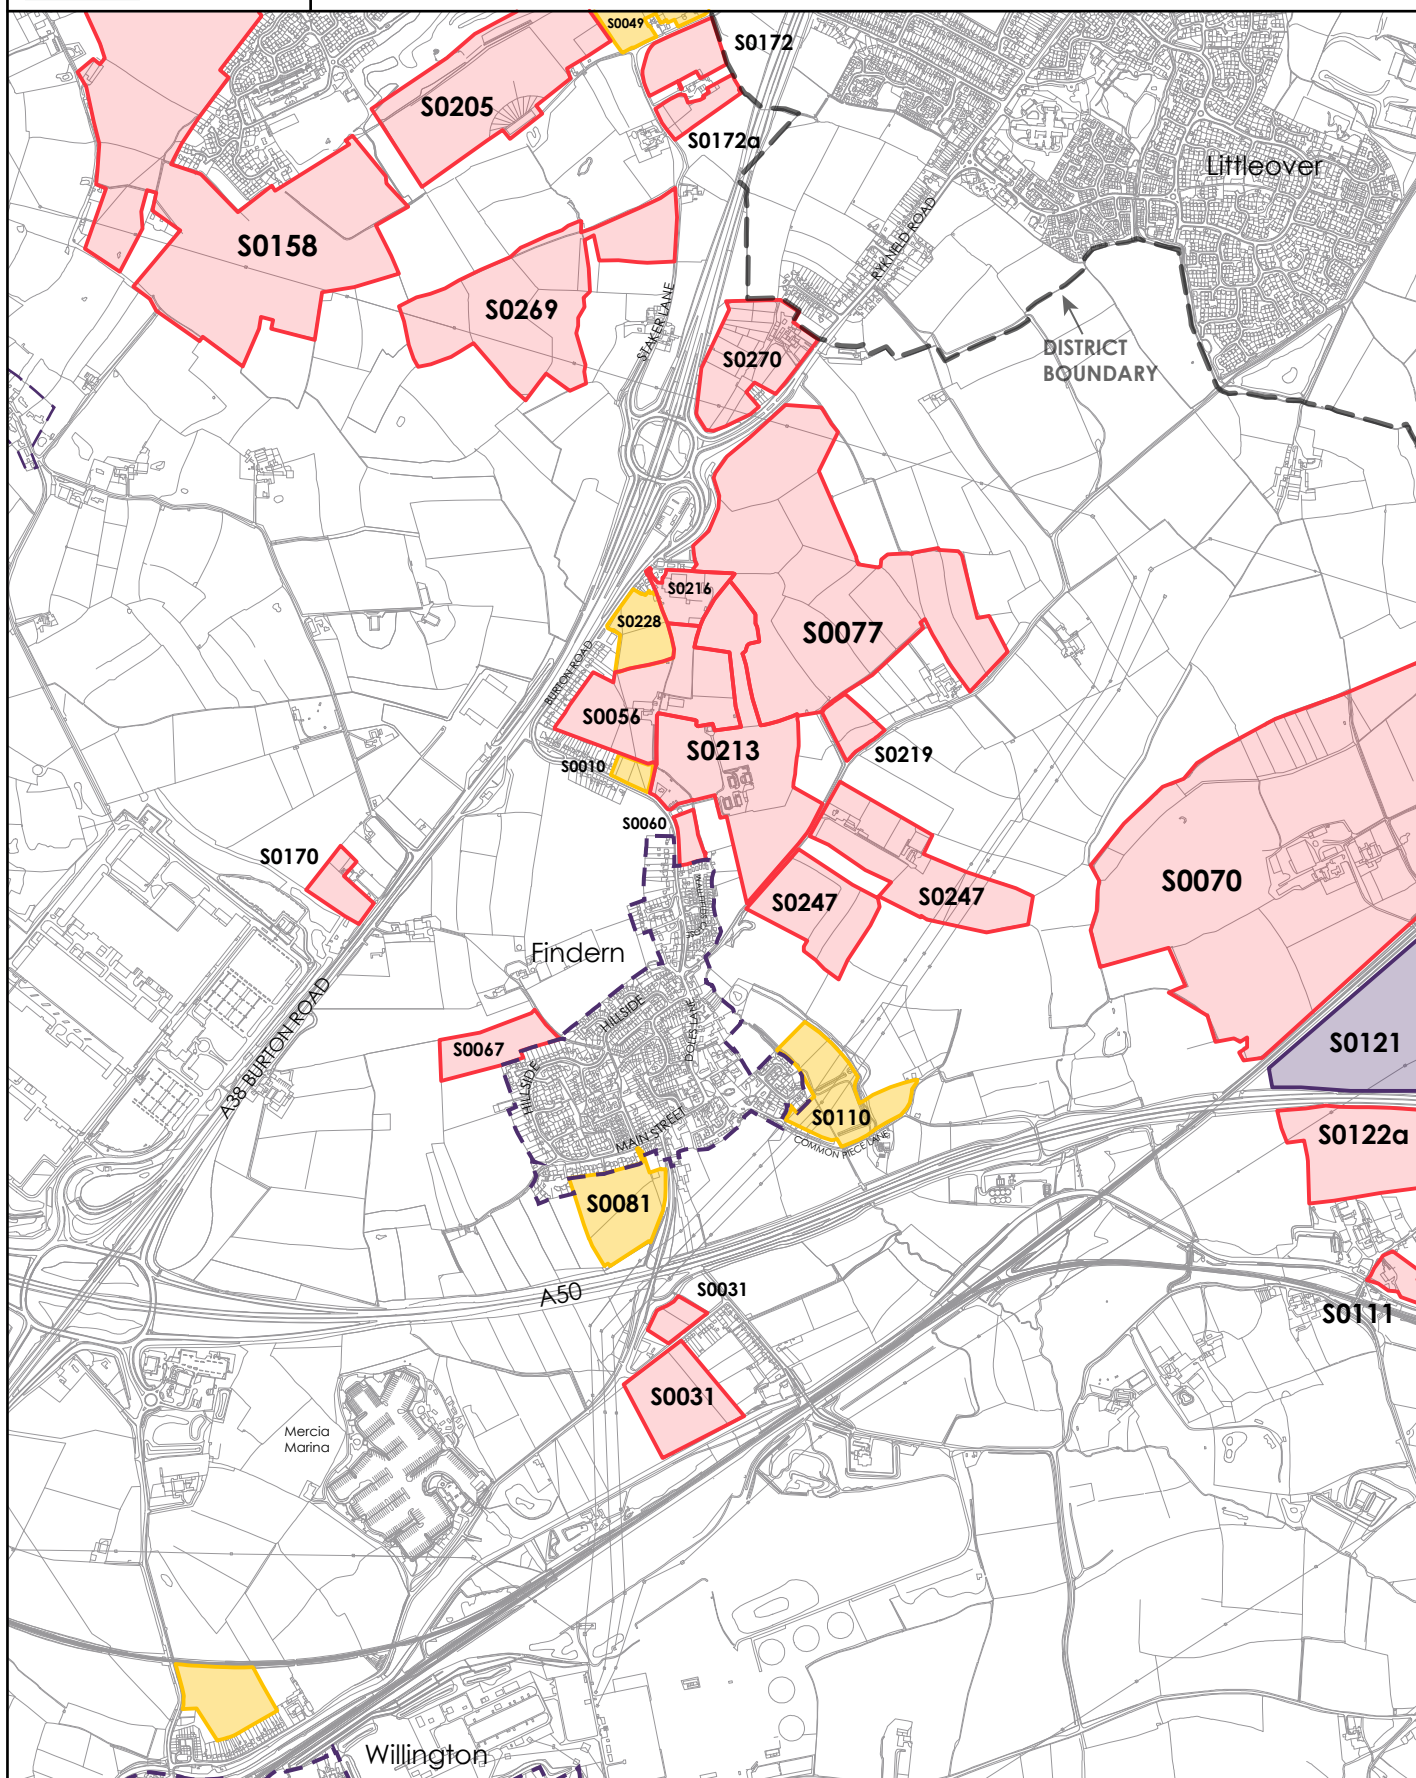 S0049
S0172
S0205
S0172a
Littleover
RYKNELD ROAD
S0158
S0269
STAKER LANE
DISTRICT
BOUNDARY
S0270
S0216
S0228
S0077
BURTON ROAD
S0056
S0213
S0219
S0010
S0060
S0170
S0070
S0247
S0247
Findern
HILLSIDE
DOLES LANE
A38 BURTON ROAD
S0067
S0121
HILLSIDE
S0110
MAIN STREET
COMMON PIECE LANE
S0122a
S0081
A50
S0031
S0111
S0031
Mercia
Marina
Willington